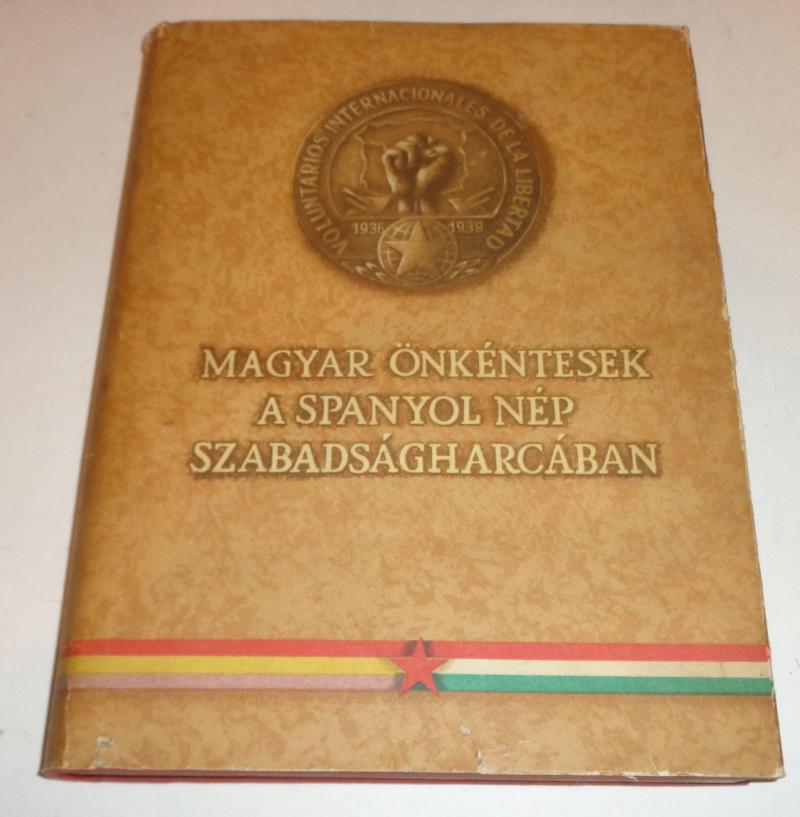 VOLUNTARIOS INTERNACIONALES DE LA LIBERTAD
1936 1939
MAGYAR ÖNKÉNTESEK
A SPANYOL NÉP
SZABADSÁGHARCÁBAN